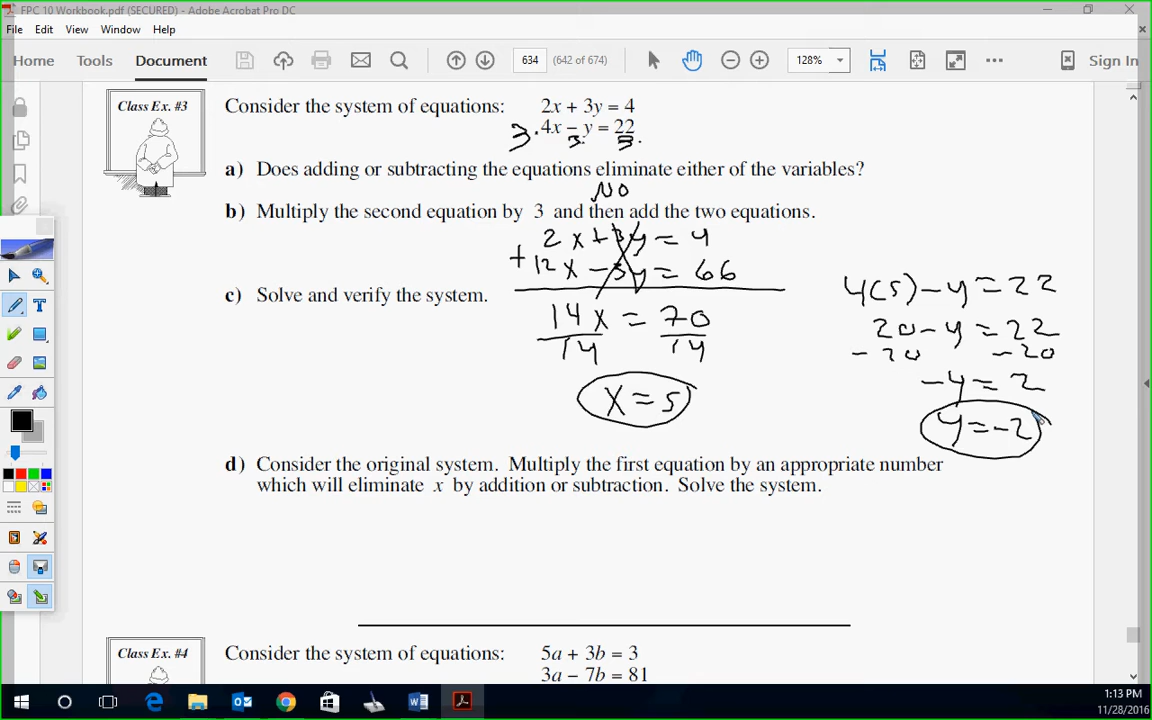 FPC 10 Workbook.pdf (SECURED) - Adobe Acrobat Pro DC
File Edit View Window Help
Home Tools Document 634 (642 of 674) 128% Sign In
Class Ex. #3
Consider the system of equations: 2x + 3y = 4
3. 4x - y = 22
3. 3.
a) Does adding or subtracting the equations eliminate either of the variables?
NO
b) Multiply the second equation by 3 and then add the two equations.
2x + 3y = 4
+ 12x - 3y = 66
c) Solve and verify the system.
14x = 70
14 14
x = 5
4(5) - y = 22
20 - y = 22
- 20 - 20
-y = 2
y = -2
d) Consider the original system. Multiply the first equation by an appropriate number
which will eliminate x by addition or subtraction. Solve the system.
Class Ex. #4
Consider the system of equations: 5a + 3b = 3
3a - 7b = 81
1:13 PM
11/28/2016